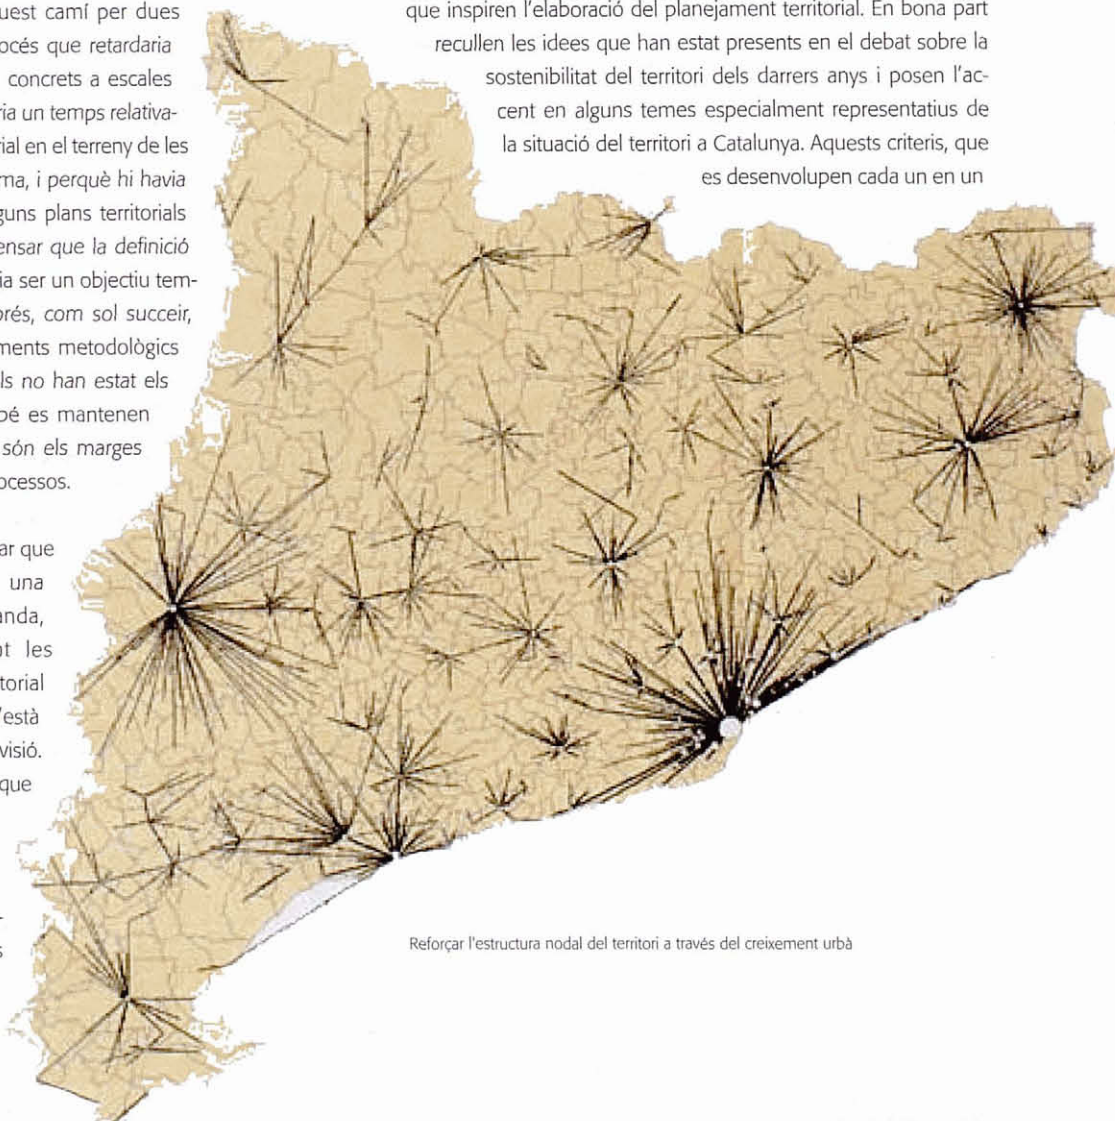 uest camí per dues
océs que retardaria
concrets a escales
ria un temps relativa-
rial en el terreny de les
ma, i perquè hi havia
guns plans territorials
ensar que la definició
ia ser un objectiu tem-
prés, com sol succeir,
ments metodològics
ls no han estat els
bé es mantenen
són els marges
ocessos.
ar que
una
anda,
nt les
torial
'està
visió.
que
s
que inspiren l'elaboració del planejament territorial. En bona part
recullen les idees que han estat presents en el debat sobre la
sostenibilitat del territori dels darrers anys i posen l'ac-
cent en alguns temes especialment representatius de
la situació del territori a Catalunya. Aquests criteris, que
es desenvolupen cada un en un
Reforçar l'estructura nodal del territori a través del creixement urbà